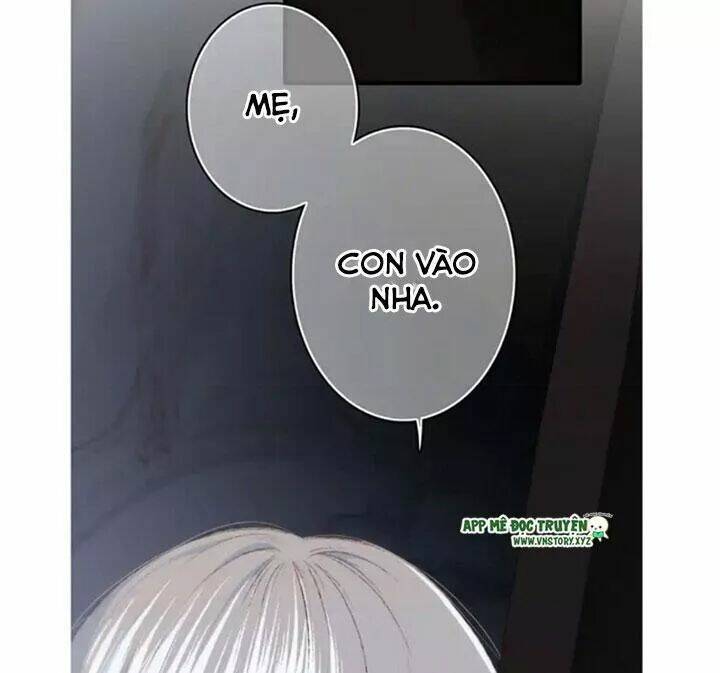 MẸ,
CON VÀO
NHA.
APP MÊ ĐỌC TRUYỆN
WWW.VNSTORY.XYZ